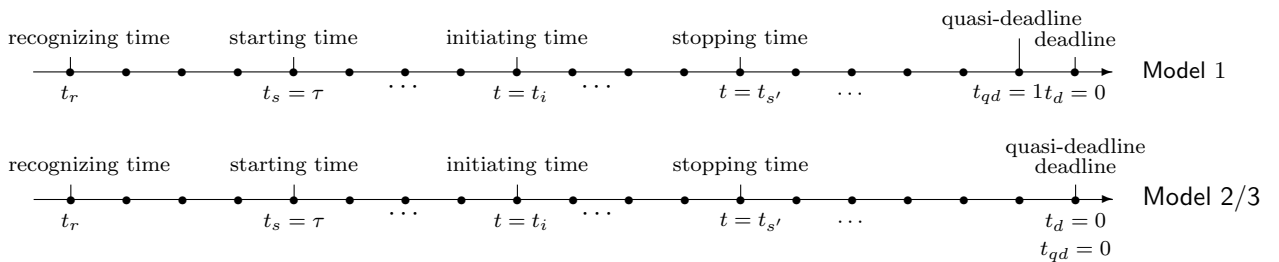 quasi-deadline
recognizing time starting time initiating time stopping time deadline
Model 1
t_r t_s = τ ··· t = t_i ··· t = t_{s'} ··· t_{qd} = 1 t_d = 0
quasi-deadline
recognizing time starting time initiating time stopping time deadline
Model 2/3
t_r t_s = τ ··· t = t_i ··· t = t_{s'} ··· t_d = 0
t_{qd} = 0